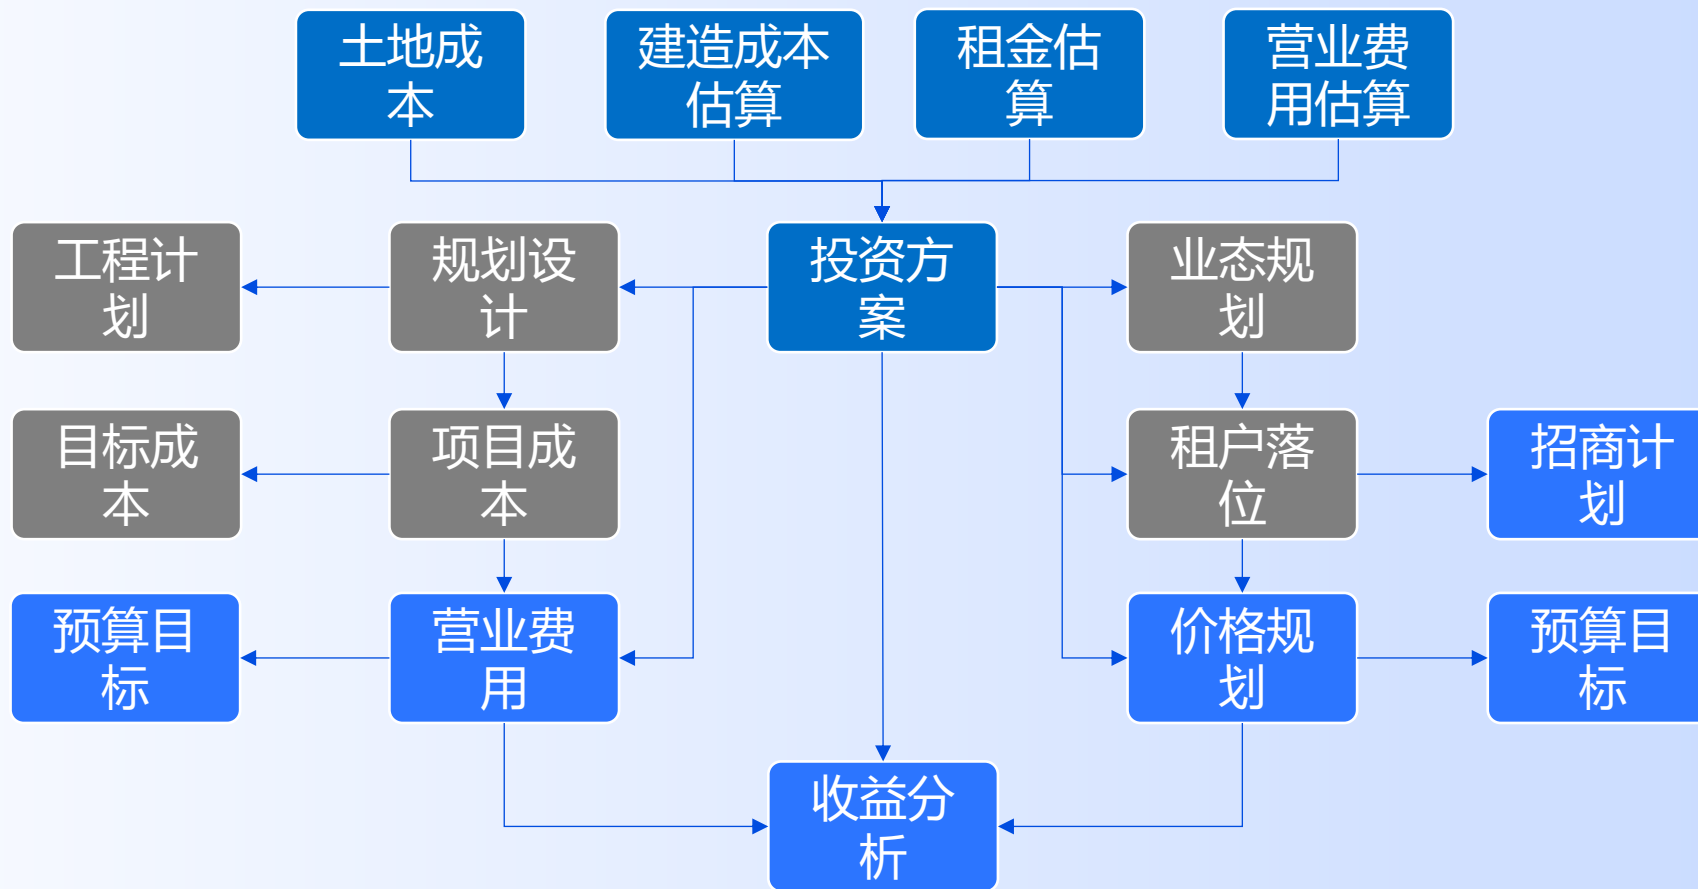 土地成
本
建造成本
估算
租金估
算
营业费
用估算
工程计
划
规划设
计
投资方
案
业态规
划
目标成
本
项目成
本
租户落
位
招商计
划
预算目
标
营业费
用
价格规
划
预算目
标
收益分
析